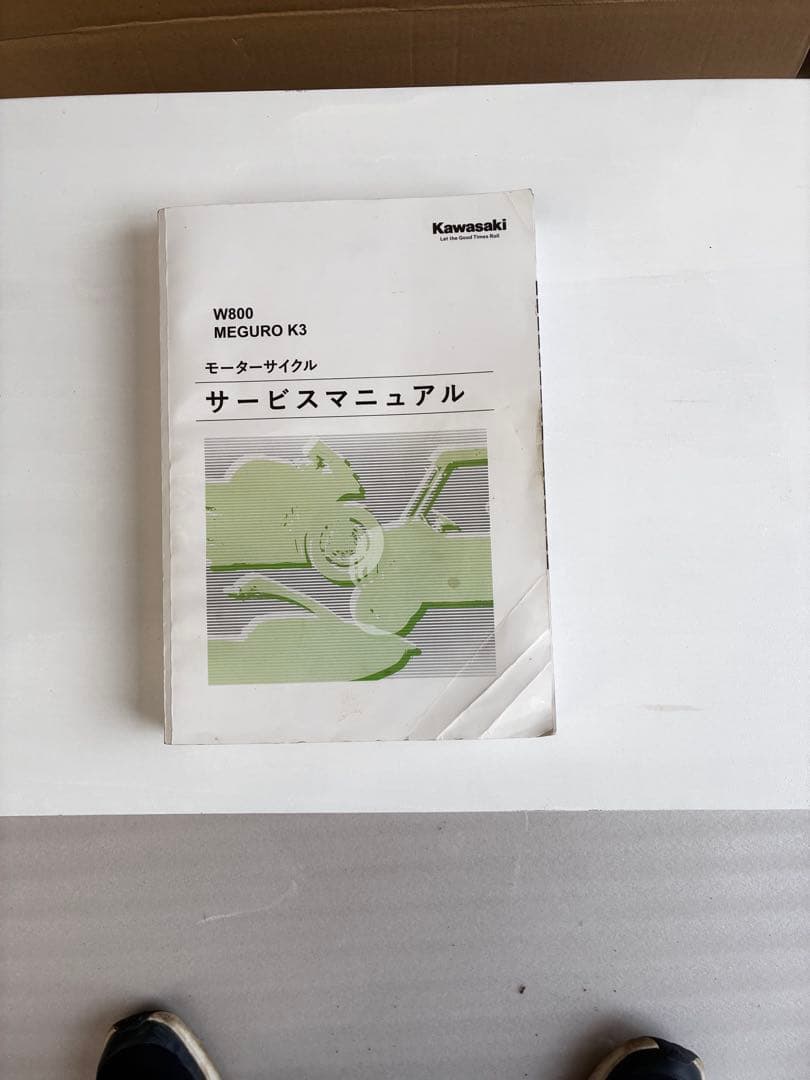 Kawasaki
Let the Good Times Roll
W800
MEGURO K3
モーターサイクル
サービスマニュアル